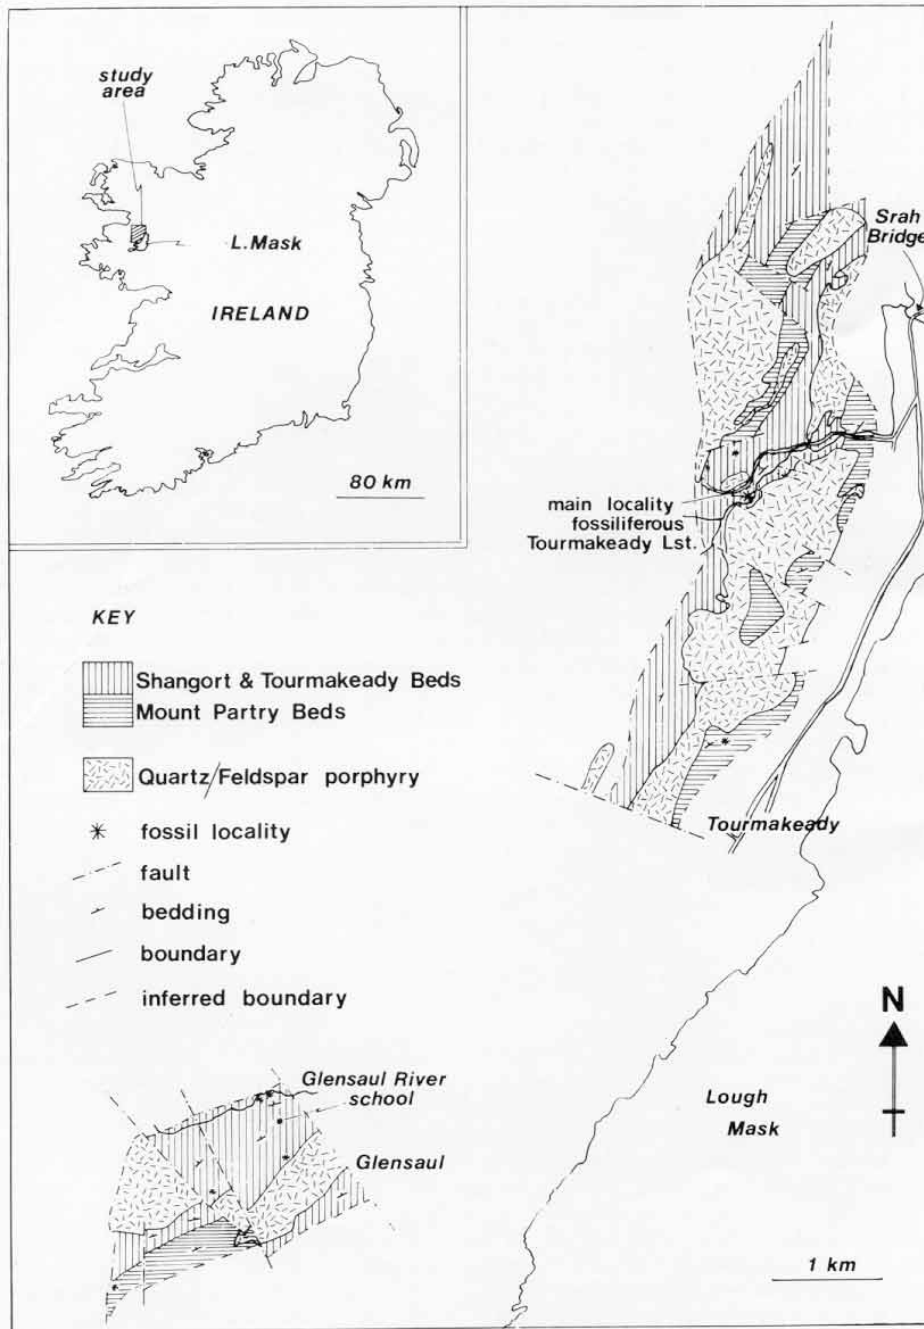 study
area
L.Mask
IRELAND
80 km
Srah
Bridge
main locality
fossiliferous
Tourmakeady Lst.
KEY
Shangort & Tourmakeady Beds
Mount Partry Beds
Quartz/Feldspar porphyry
fossil locality
fault
bedding
boundary
inferred boundary
Tourmakeady
N
Glensaul River
school
Glensaul
Lough
Mask
1 km